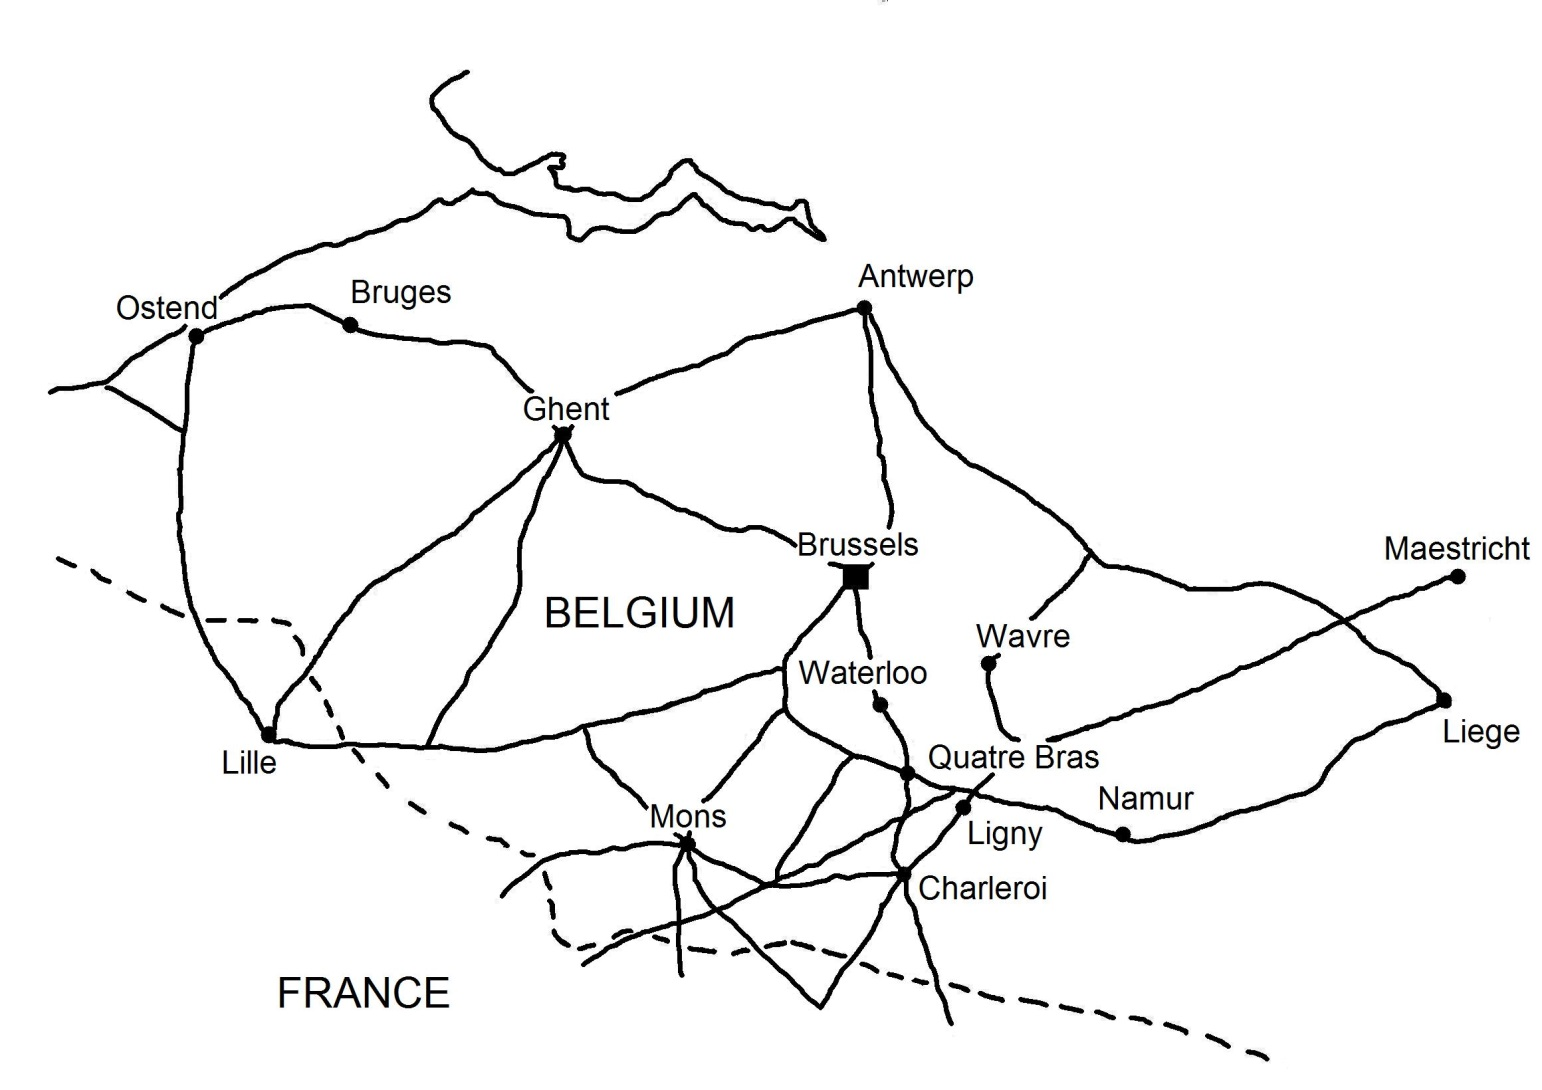 Antwerp
Bruges
Ostend
Ghent
Brussels
Maestricht
BELGIUM
Wavre
Waterloo
Liege
Quatre Bras
Lille
Namur
Mons
Ligny
Charleroi
FRANCE